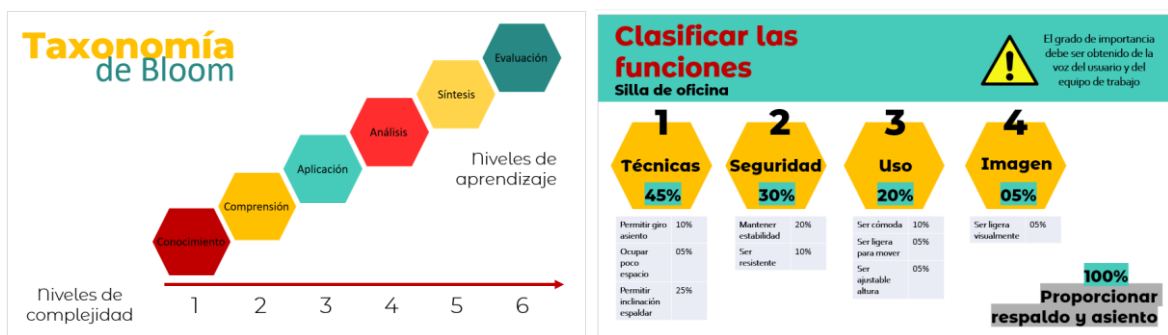 Taxonomía
de Bloom
Evaluación
Síntesis
Análisis
Aplicación
Comprensión
Conocimiento
Niveles de
aprendizaje
Niveles de
complejidad
1 2 3 4 5 6
Clasificar las
funciones
Silla de oficina
El grado de importancia
debe ser obtenido de la
voz del usuario y del
equipo de trabajo
1
Técnicas
45%
Permitir giro
asiento
10%
Ocupar
poco
espacio
05%
Permitir
inclinación
espaldar
25%
2
Seguridad
30%
Mantener
estabilidad
20%
Ser
resistente
10%
3
Uso
20%
Ser cómoda 10%
Ser ligera
para mover
05%
Ser
ajustable
altura
05%
4
Imagen
05%
Ser ligera
visualmente
05%
100%
Proporcionar
respaldo y asiento